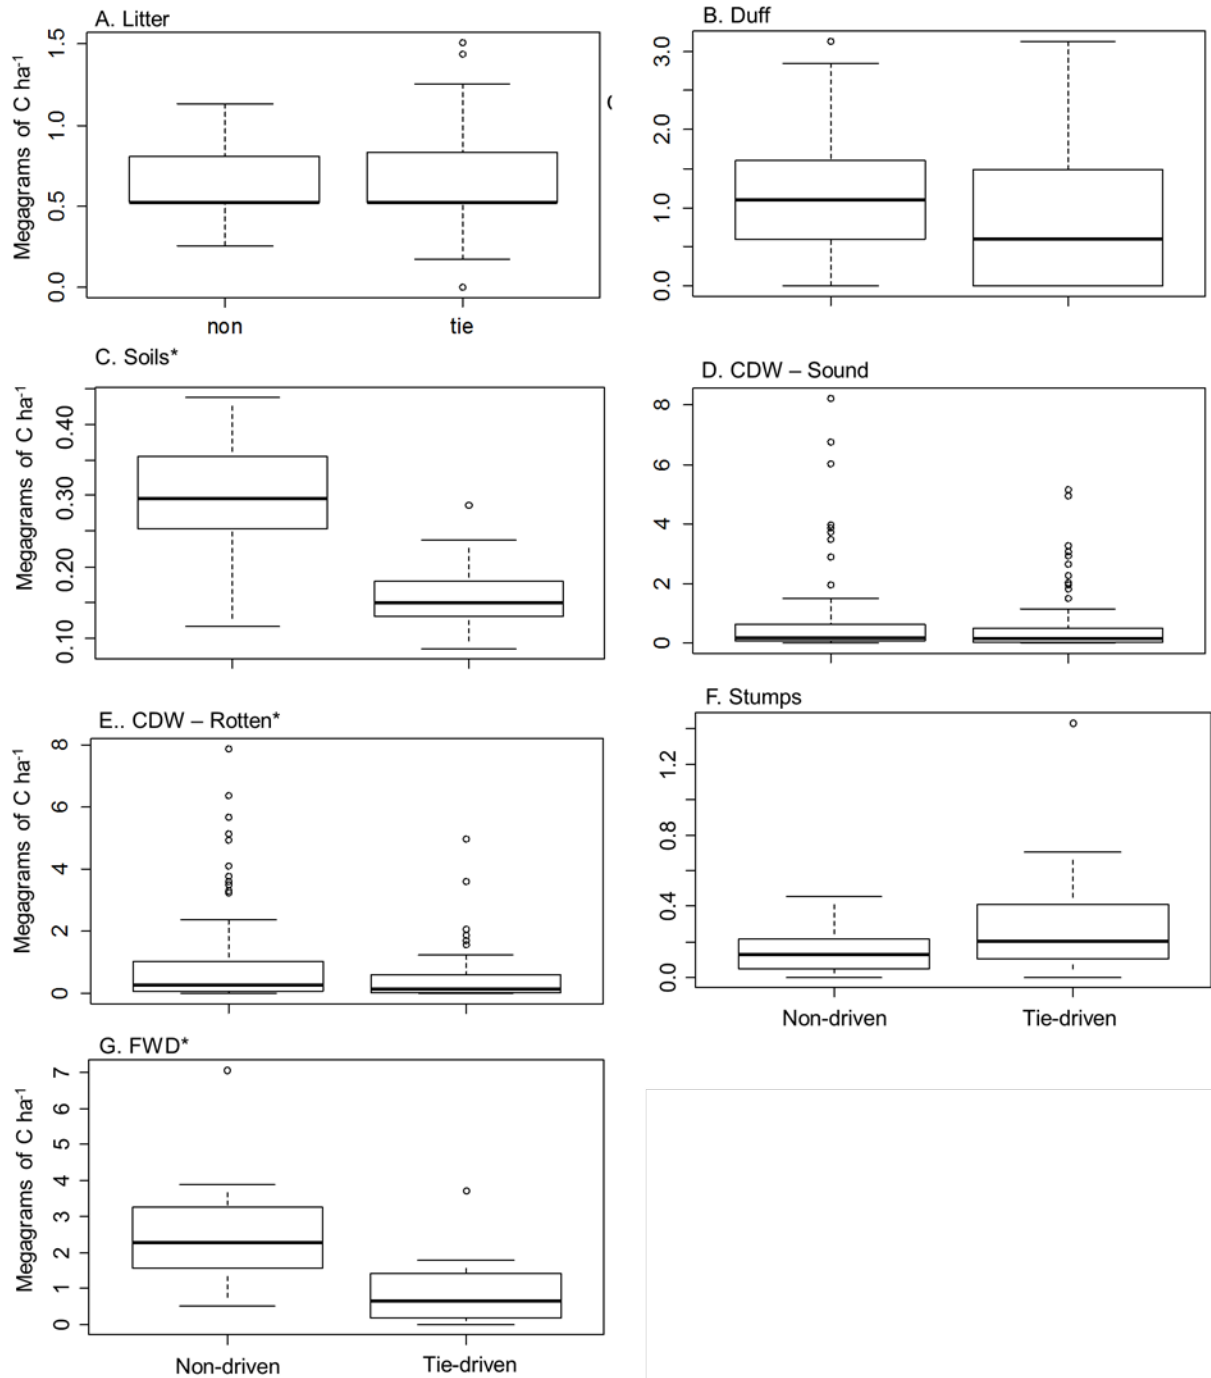 A. Litter
Megagrams of C ha-1
0.0 0.5 1.0 1.5
non tie
(
B. Duff
0.0 1.0 2.0 3.0
C. Soils*
Megagrams of C ha-1
0.10 0.20 0.30 0.40
D. CDW – Sound
8
6
4
2
0
E.. CDW – Rotten*
Megagrams of C ha-1
8
6
4
2
0
F. Stumps
0.0 0.4 0.8 1.2
Non-driven Tie-driven
G. FWD*
Megagrams of C ha-1
0 1 2 3 4 5 6 7
Non-driven Tie-driven